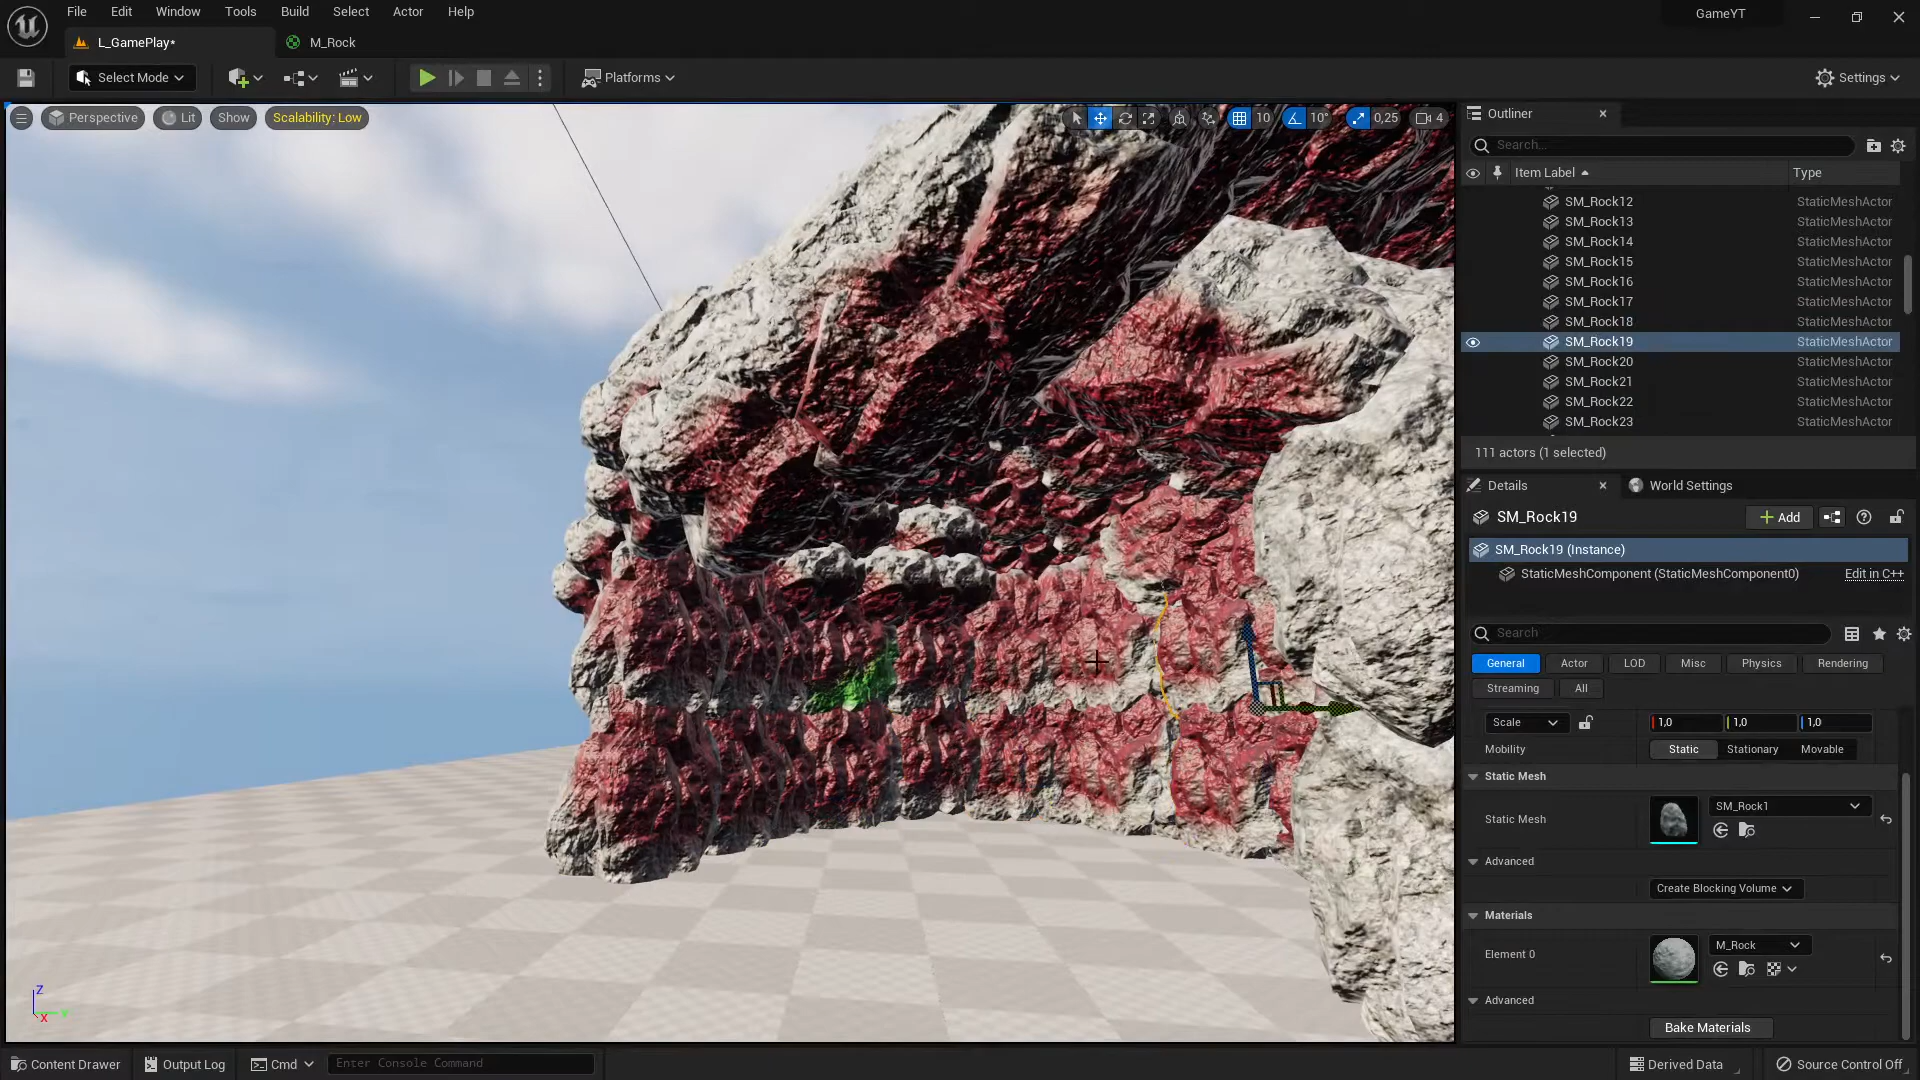 File Edit Window Tools Build Select Actor Help
GameYT
L_GamePlay*
M_Rock
Select Mode
Platforms
Settings
Perspective
Lit
Show
Scalability: Low
10
10°
0,25
4
Outliner
Search...
Item Label
Type
SM_Rock12 StaticMeshActor
SM_Rock13 StaticMeshActor
SM_Rock14 StaticMeshActor
SM_Rock15 StaticMeshActor
SM_Rock16 StaticMeshActor
SM_Rock17 StaticMeshActor
SM_Rock18 StaticMeshActor
SM_Rock19 StaticMeshActor
SM_Rock20 StaticMeshActor
SM_Rock21 StaticMeshActor
SM_Rock22 StaticMeshActor
SM_Rock23 StaticMeshActor
111 actors (1 selected)
Details
World Settings
SM_Rock19
Add
SM_Rock19 (Instance)
StaticMeshComponent (StaticMeshComponent0)
Edit in C++
Search
General Actor LOD Misc Physics Rendering
Streaming All
Scale 1,0 1,0 1,0
Mobility Static Stationary Movable
Static Mesh
Static Mesh SM_Rock1
Advanced
Create Blocking Volume
Materials
Element 0 M_Rock
Advanced
Bake Materials
Z
X
Y
Content Drawer
Output Log
Cmd
Enter Console Command
Derived Data
Source Control Off